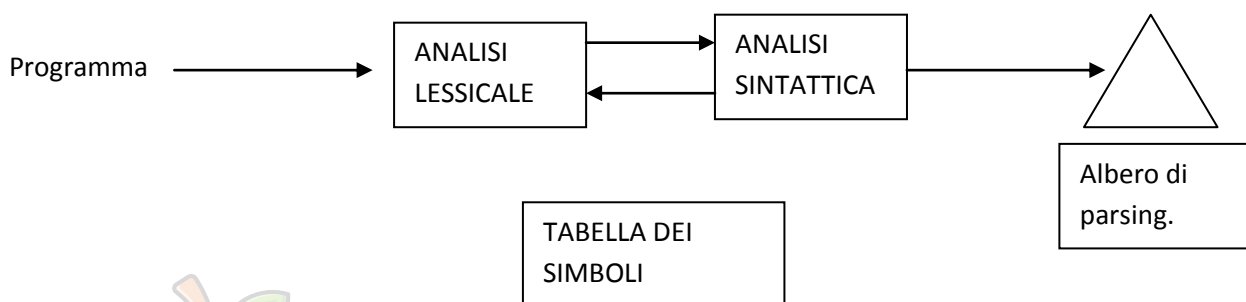 Programma
ANALISI
LESSICALE
ANALISI
SINTATTICA
Albero di
parsing.
TABELLA DEI
SIMBOLI